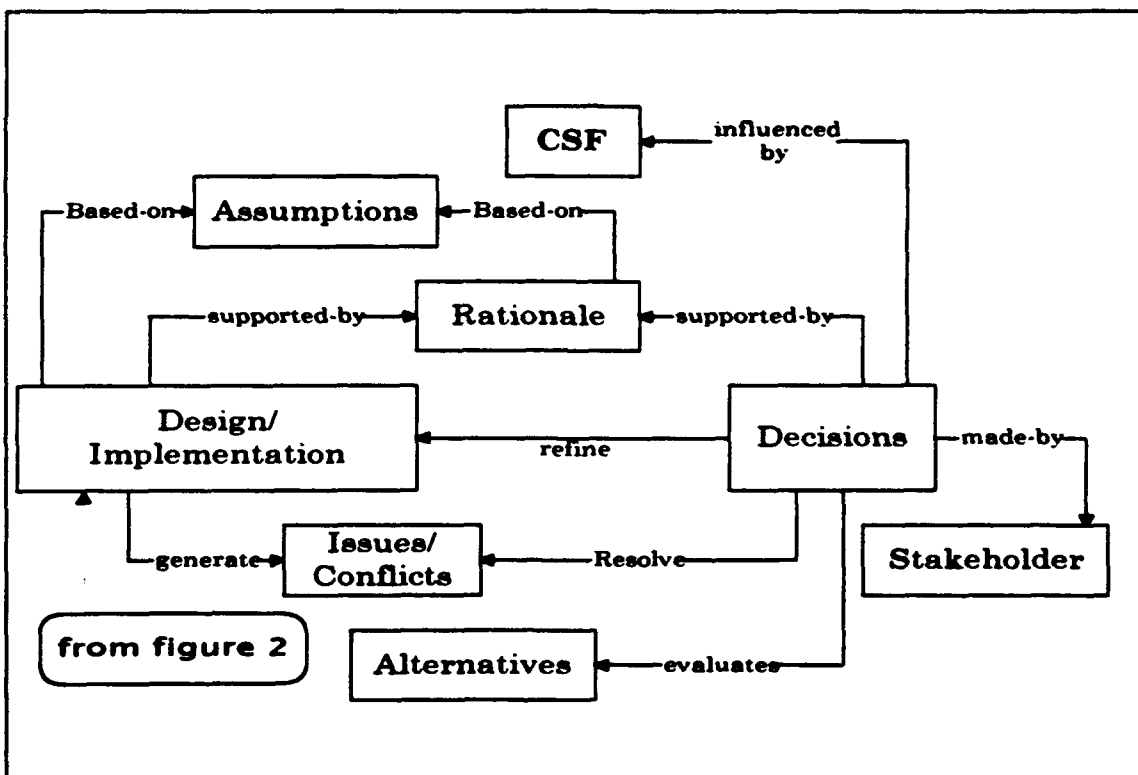 CSF
influenced
by
Based-on
Assumptions
Based-on
supported-by
Rationale
supported-by
Design/
Implementation
refine
Decisions
made-by
generate
Issues/
Conflicts
Resolve
Stakeholder
from figure 2
Alternatives
evaluates